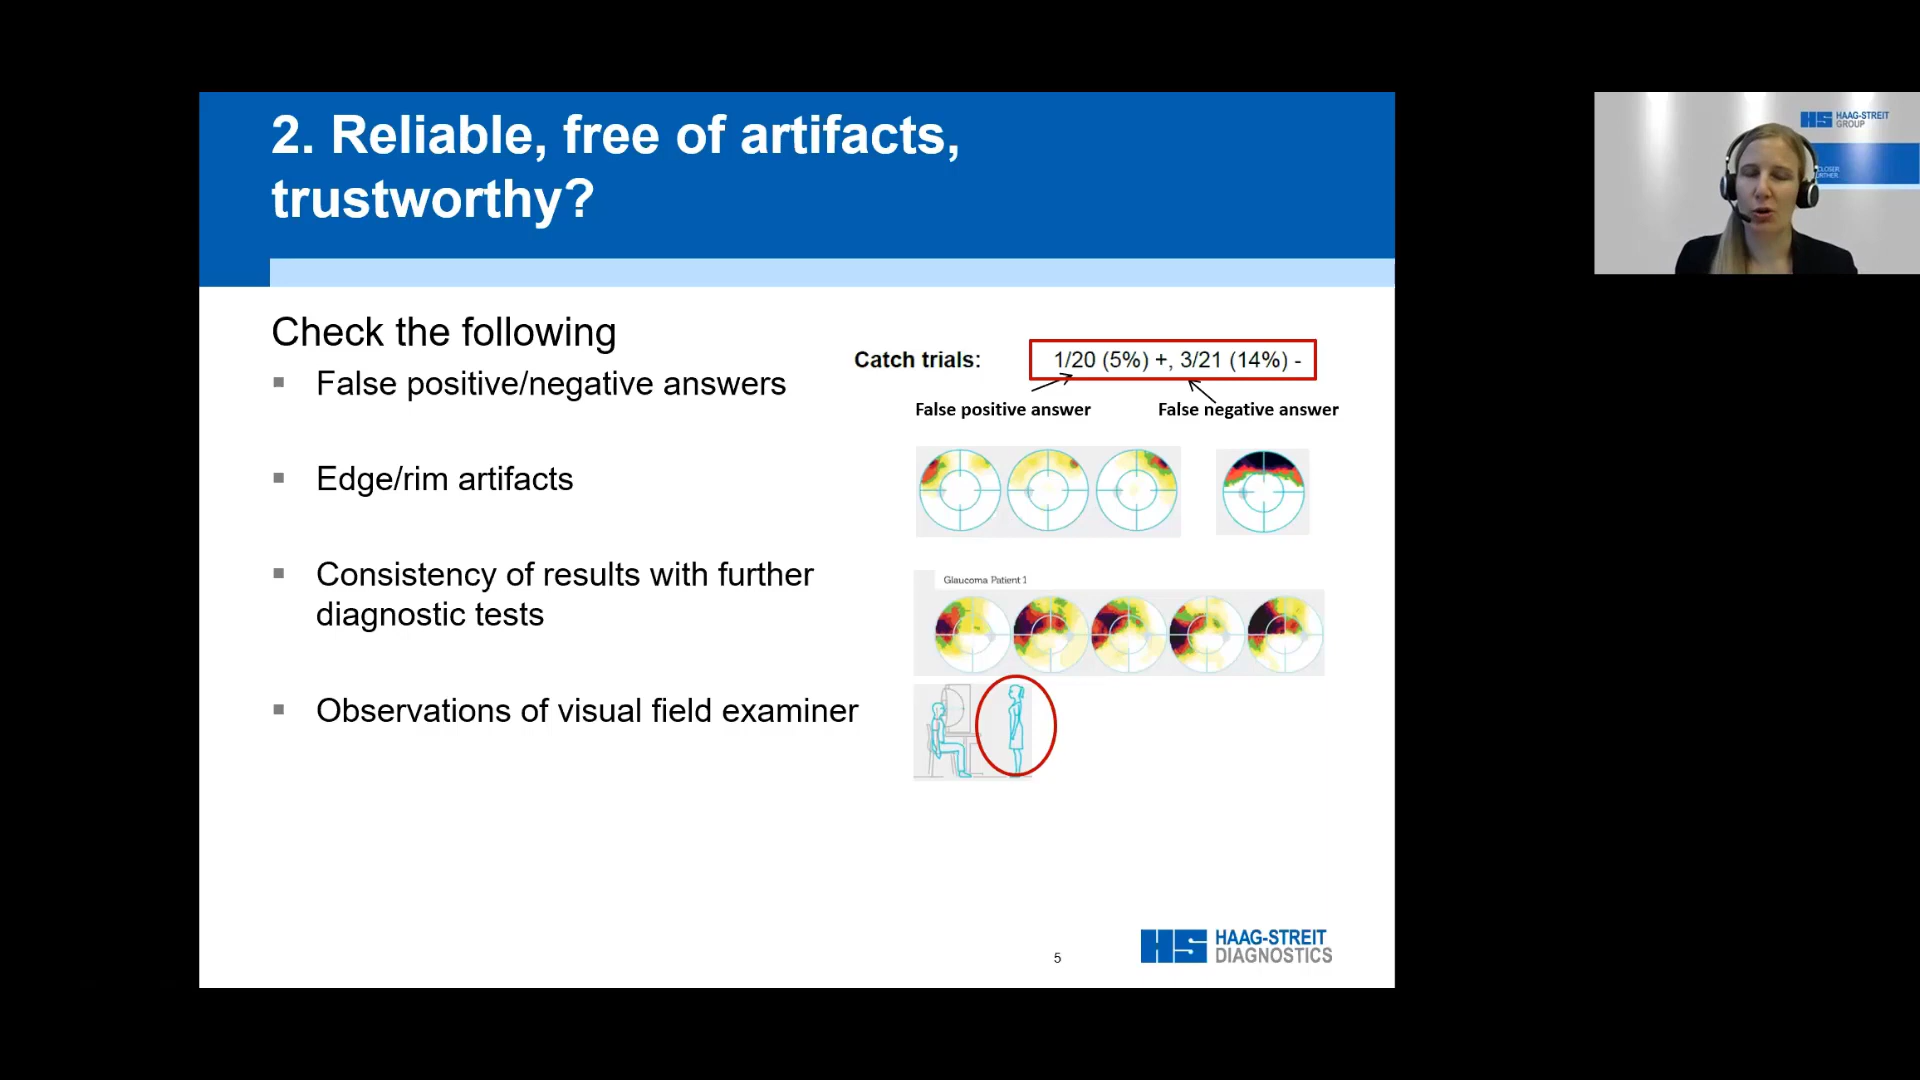 2. Reliable, free of artifacts,
trustworthy?
Check the following
False positive/negative answers
Edge/rim artifacts
Consistency of results with further
diagnostic tests
Observations of visual field examiner
Catch trials: 1/20 (5%) +, 3/21 (14%) -
False positive answer False negative answer
Glaucoma Patient 1
5
HS HAAG-STREIT
DIAGNOSTICS
HS HAAG-STREIT
GROUP